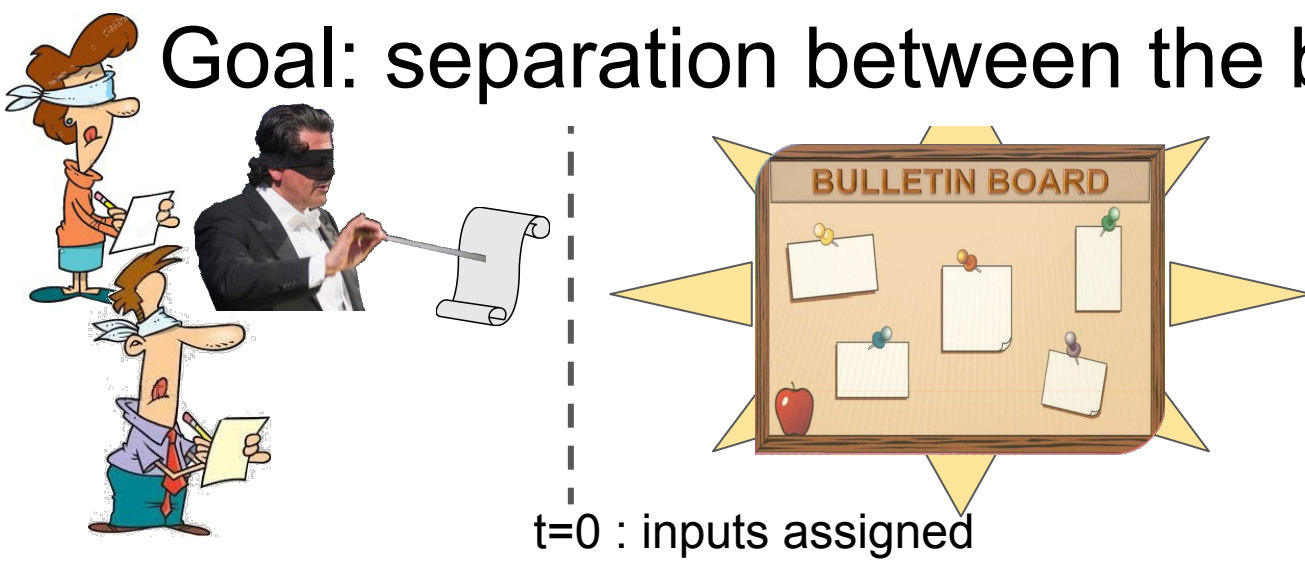 Goal: separation between the
BULLETIN BOARD
t=0 : inputs assigned